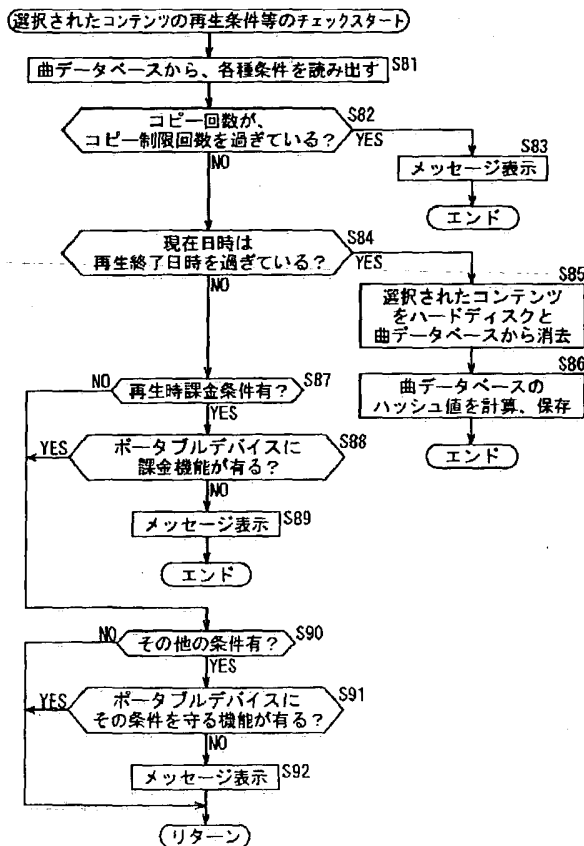 選択されたコンテンツの再生条件等のチェックスタート
曲データベースから、各種条件を読み出す
S81
コピー回数が、
コピー制限回数を過ぎている?
S82
YES
NO
S83
メッセージ表示
エンド
現在日時は
再生終了日時を過ぎている?
S84
YES
NO
S85
選択されたコンテンツ
をハードディスクと
曲データベースから消去
S86
曲データベースの
ハッシュ値を計算、保存
エンド
NO
再生時課金条件有?
S87
YES
YES
ポータブルデバイスに
課金機能が有る?
S88
NO
メッセージ表示
S89
エンド
NO
その他の条件有?
S90
YES
YES
ポータブルデバイスに
その条件を守る機能が有る?
S91
NO
メッセージ表示
S92
リターン